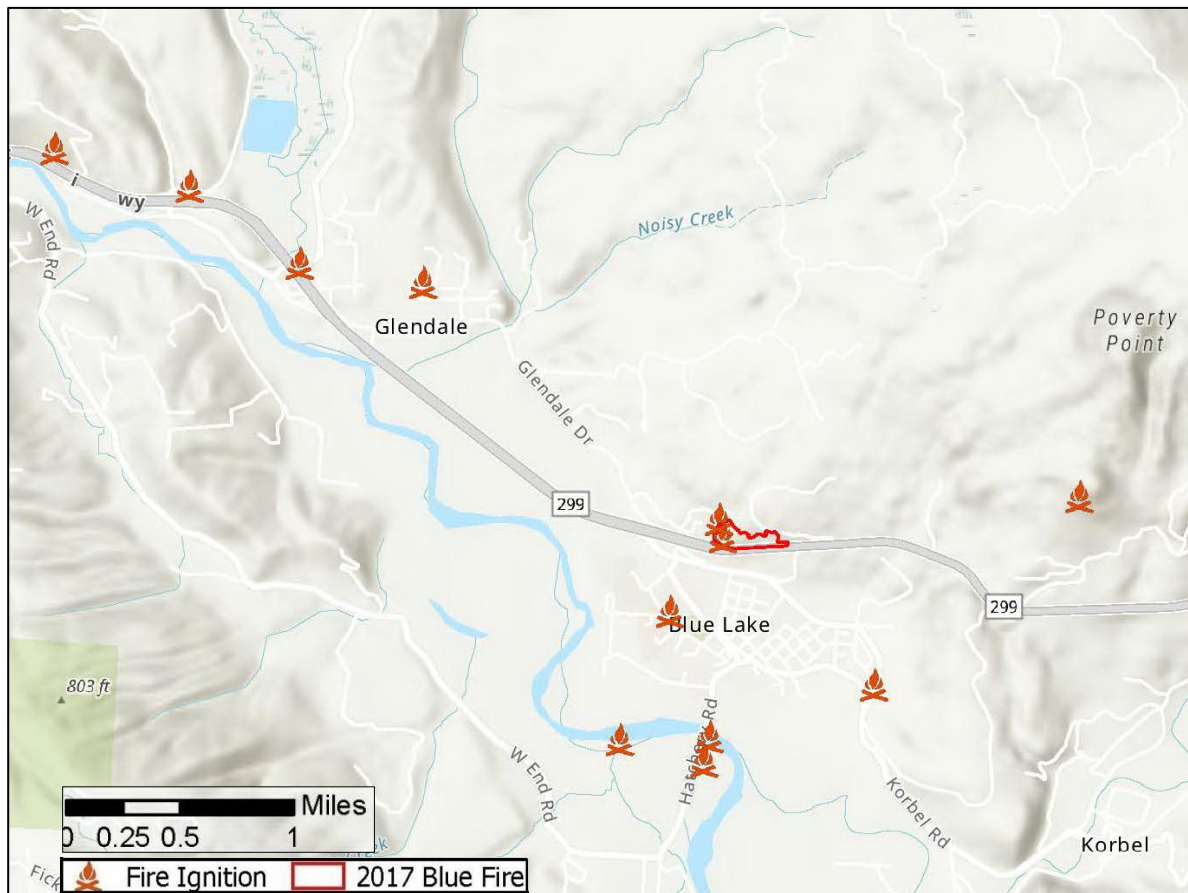 i
wy
W End Rd
Noisy Creek
Glendale
Poverty
Point
Glendale Dr
299
299
Blue Lake
803 ft
W End Rd
Rd
Korbel Rd
Korbel
Miles
0 0.25 0.5 1
Fire Ignition 2017 Blue Fire